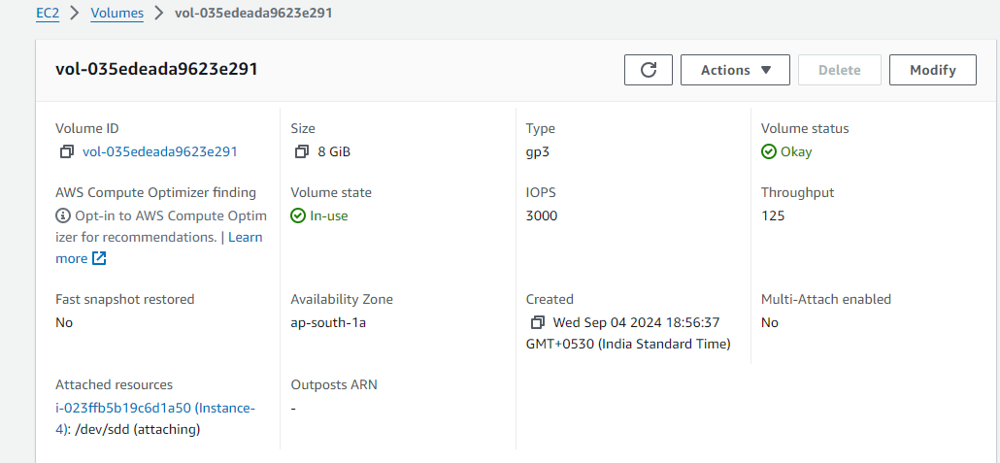 EC2 > Volumes > vol-035edeada9623e291
vol-035edeada9623e291
Actions
Delete
Modify
Volume ID
vol-035edeada9623e291
Size
8 GiB
Type
gp3
Volume status
Okay
AWS Compute Optimizer finding
Opt-in to AWS Compute Optim
izer for recommendations. | Learn
more
Volume state
In-use
IOPS
3000
Throughput
125
Fast snapshot restored
No
Availability Zone
ap-south-1a
Created
Wed Sep 04 2024 18:56:37
GMT+0530 (India Standard Time)
Multi-Attach enabled
No
Attached resources
i-023ffb5b19c6d1a50 (Instance-
4): /dev/sdd (attaching)
Outposts ARN
-